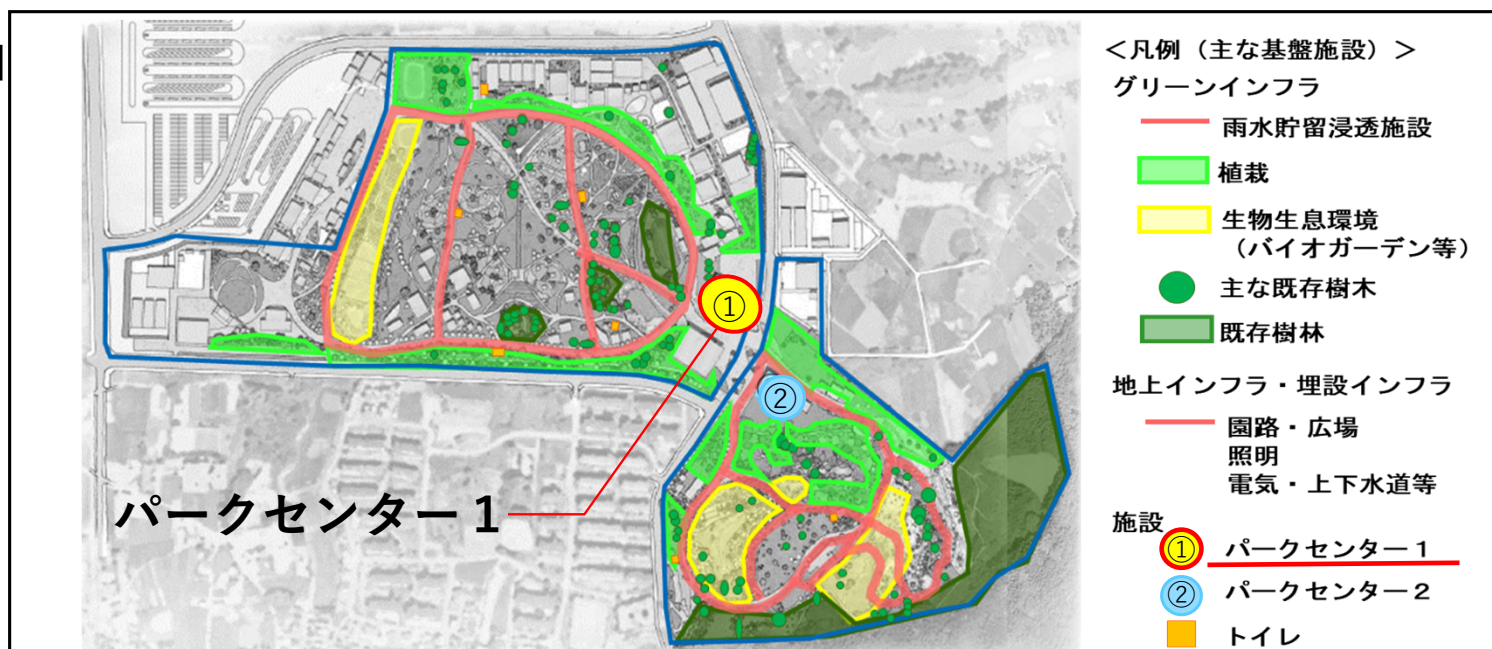 <凡例（主な基盤施設）>
グリーンインフラ
雨水貯留浸透施設
植栽
生物生息環境
（バイオガーデン等）
主な既存樹木
既存樹林
地上インフラ・埋設インフラ
園路・広場
照明
電気・上下水道等
施設
① パークセンター１
② パークセンター２
トイレ
①
②
パークセンター１